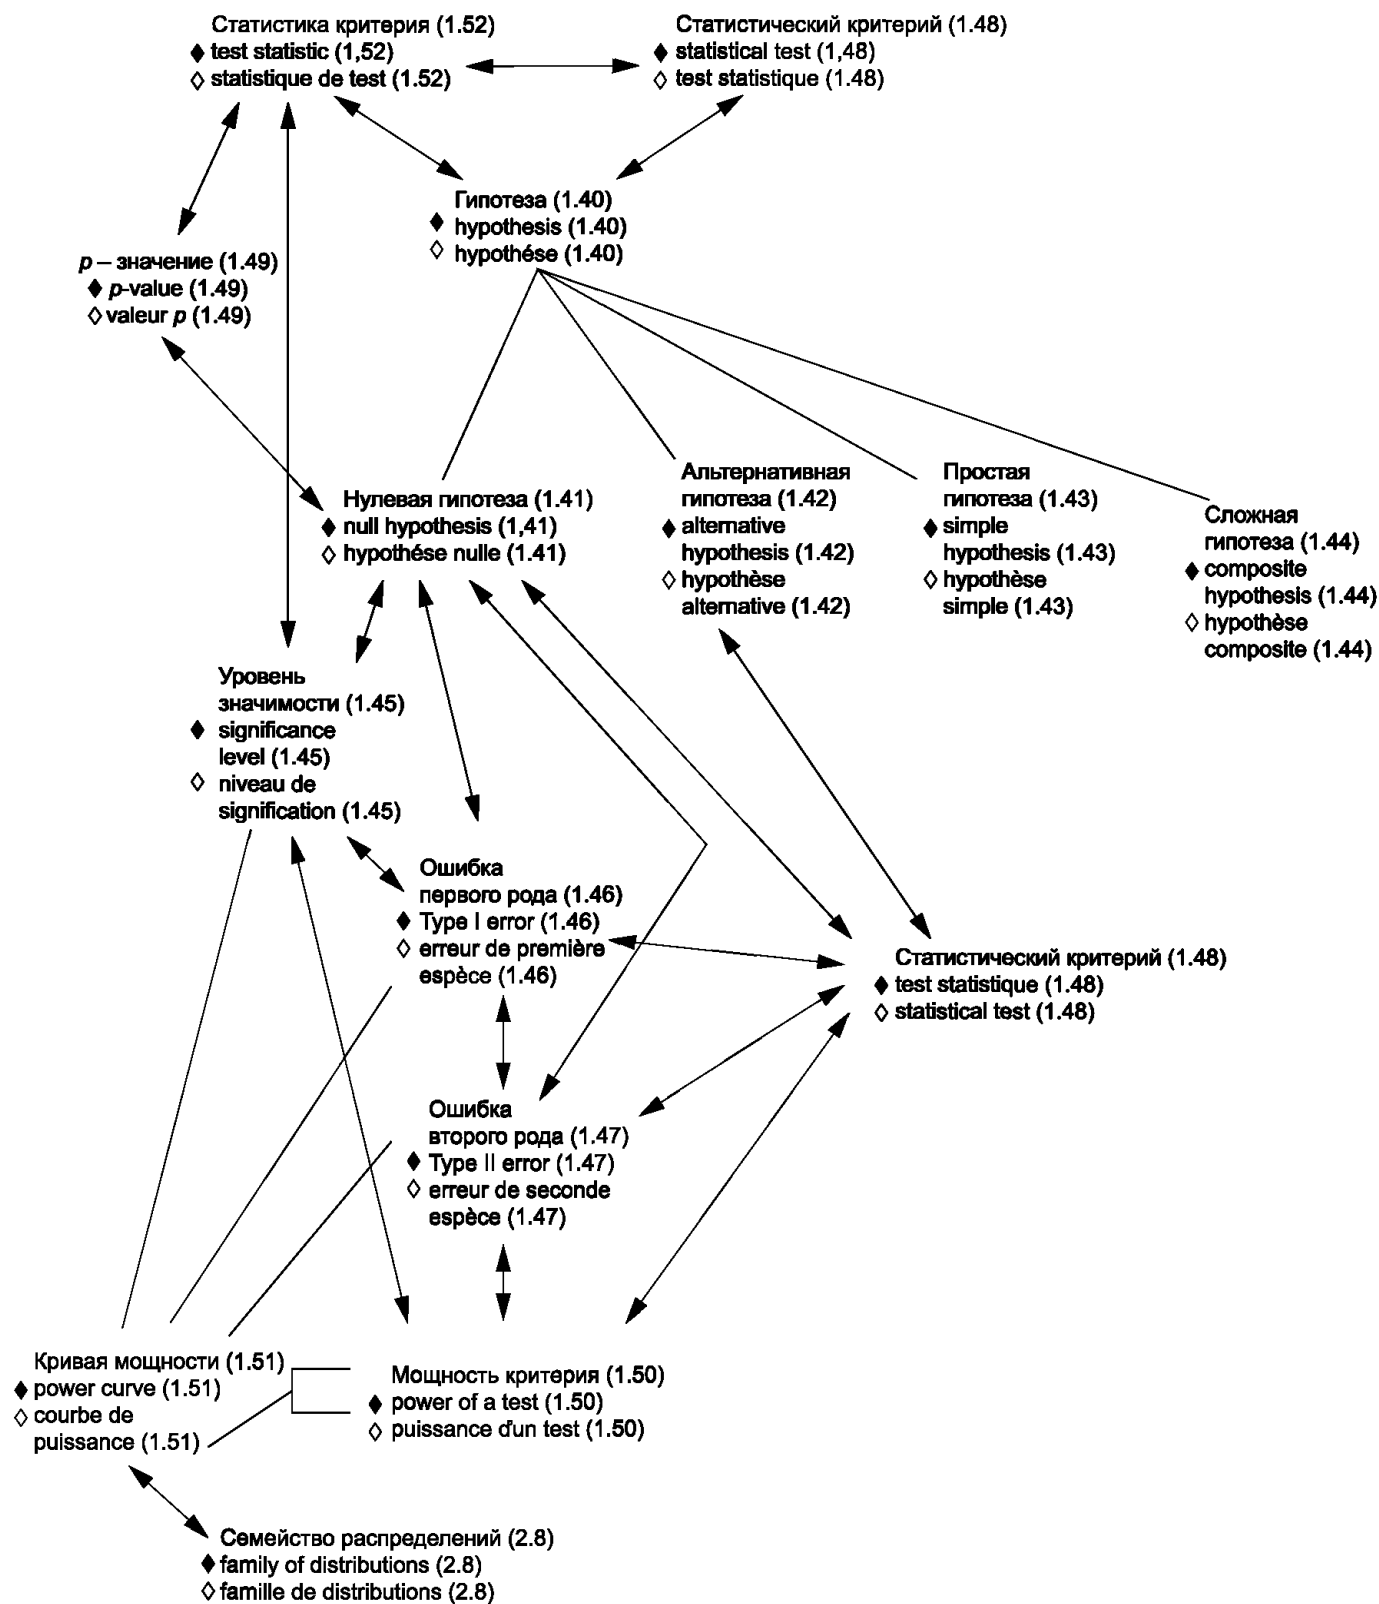 Статистика критерия (1.52)
◆ test statistic (1,52)
◇ statistique de test (1.52)
Статистический критерий (1.48)
◆ statistical test (1,48)
◇ test statistique (1.48)
Гипотеза (1.40)
◆ hypothesis (1.40)
◇ hypothése (1.40)
p – значение (1.49)
◆ p-value (1.49)
◇ valeur p (1.49)
Нулевая гипотеза (1.41)
◆ null hypothesis (1,41)
◇ hypothése nulle (1.41)
Альтернативная
гипотеза (1.42)
◆ alternative
hypothesis (1.42)
◇ hypothèse
alternative (1.42)
Простая
гипотеза (1.43)
◆ simple
hypothesis (1.43)
◇ hypothèse
simple (1.43)
Сложная
гипотеза (1.44)
◆ composite
hypothesis (1.44)
◇ hypothèse
composite (1.44)
Уровень
значимости (1.45)
◆ significance
level (1.45)
◇ niveau de
signification (1.45)
Ошибка
первого рода (1.46)
◆ Type I error (1.46)
◇ erreur de première
espèce (1.46)
Статистический критерий (1.48)
◆ test statistique (1.48)
◇ statistical test (1.48)
Ошибка
второго рода (1.47)
◆ Type II error (1.47)
◇ erreur de seconde
espèce (1.47)
Кривая мощности (1.51)
◆ power curve (1.51)
◇ courbe de
puissance (1.51)
Мощность критерия (1.50)
◆ power of a test (1.50)
◇ puissance d'un test (1.50)
Семейство распределений (2.8)
◆ family of distributions (2.8)
◇ famille de distributions (2.8)